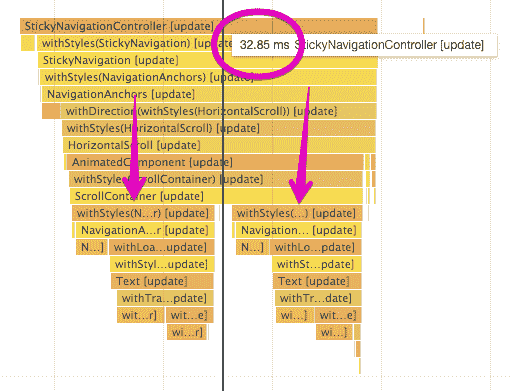 StickyNavigationController [update]
withStyles(StickyNavigation) [update]
32.85 ms StickyNavigationController [update]
StickyNavigation [update]
withStyles(NavigationAnchors) [update]
NavigationAnchors [update]
withDirection(withStyles(HorizontalScroll)) [update]
withStyles(HorizontalScroll) [update]
HorizontalScroll [update]
AnimatedComponent [update]
withStyles(ScrollContainer) [update]
ScrollContainer [update]
withStyles(N...r) [update] withStyles(...) [update]
NavigationA...r [update] Navigation... [update]
N...] withLoa...update] N...] withLo...pdate]
withStyl...update] withSt...pdate]
Text [update] Text [update]
withTra...pdate] withTr...date]
wit...r] wit...e] wi...] wit...e]
wi...r] wi...]